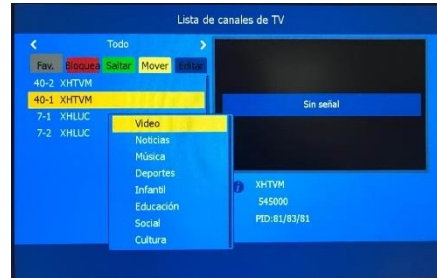 Lista de canales de TV
Todo
Fav. Bloquea Saltar Mover Editar
40-2 XHTVM
40-1 XHTVM
7-1 XHLUC
7-2 XHLUC
Video
Noticias
Música
Deportes
Infantil
Educación
Social
Cultura
Sin señal
XHTVM
545000
PID:81/83/81